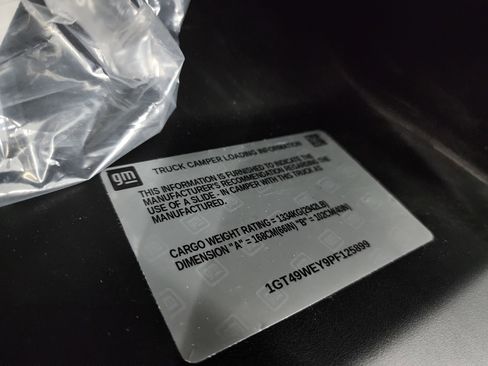 gm
TRUCK CAMPER LOADING INFORMATION
THIS INFORMATION IS FURNISHED TO INDICATE THE
MANUFACTURER'S RECOMMENDATION REGARDING THE
USE OF A SLIDE - IN CAMPER WITH THIS TRUCK AS
MANUFACTURED.
CARGO WEIGHT RATING = 1334KG(2942LB)
DIMENSION "A" = 168CM(66IN) "B" = 102CM(40IN)
1GT49WEY9PF125899